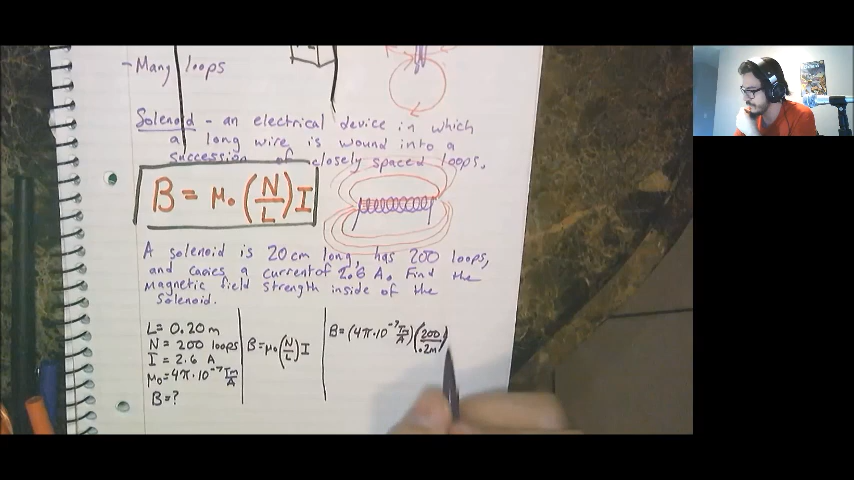 - Many loops
Solenoid - an electrical device in which
a long wire is wound into a
succession of closely spaced loops.
B = μ₀ (N/L) I
A solenoid is 20cm long, has 200 loops,
and caries a current of 2.6 A. Find the
magnetic field strength inside of the
solenoid.
L = 0.20 m
N = 200 loops
I = 2.6 A
μ₀ = 4π·10⁻⁷ Tm/A
B = ?
B = μ₀ (N/L) I
B = (4π·10⁻⁷ Tm/A) (200/.2m)